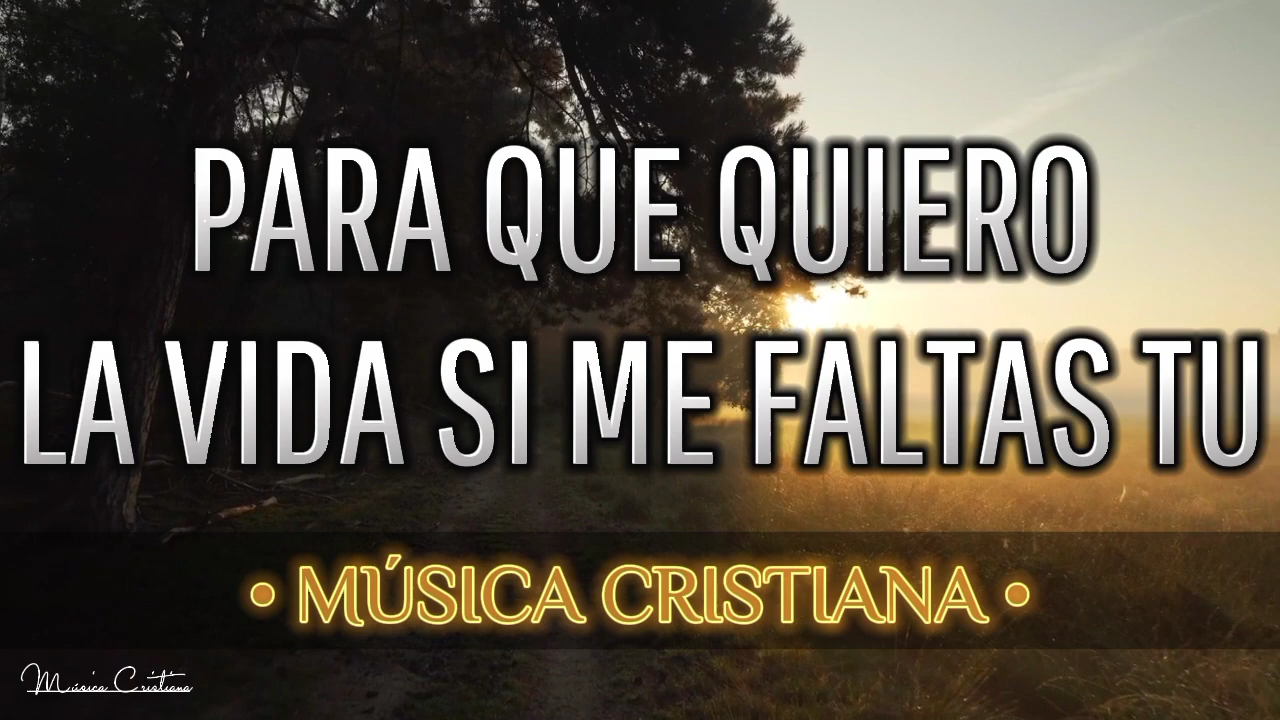 PARA QUE QUIERO
LA VIDA SI ME FALTAS TU
• MÚSICA CRISTIANA •
Música Cristiana